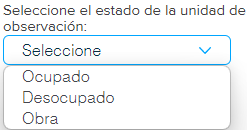 Seleccione el estado de la unidad de
observación:
Seleccione
Ocupado
Desocupado
Obra